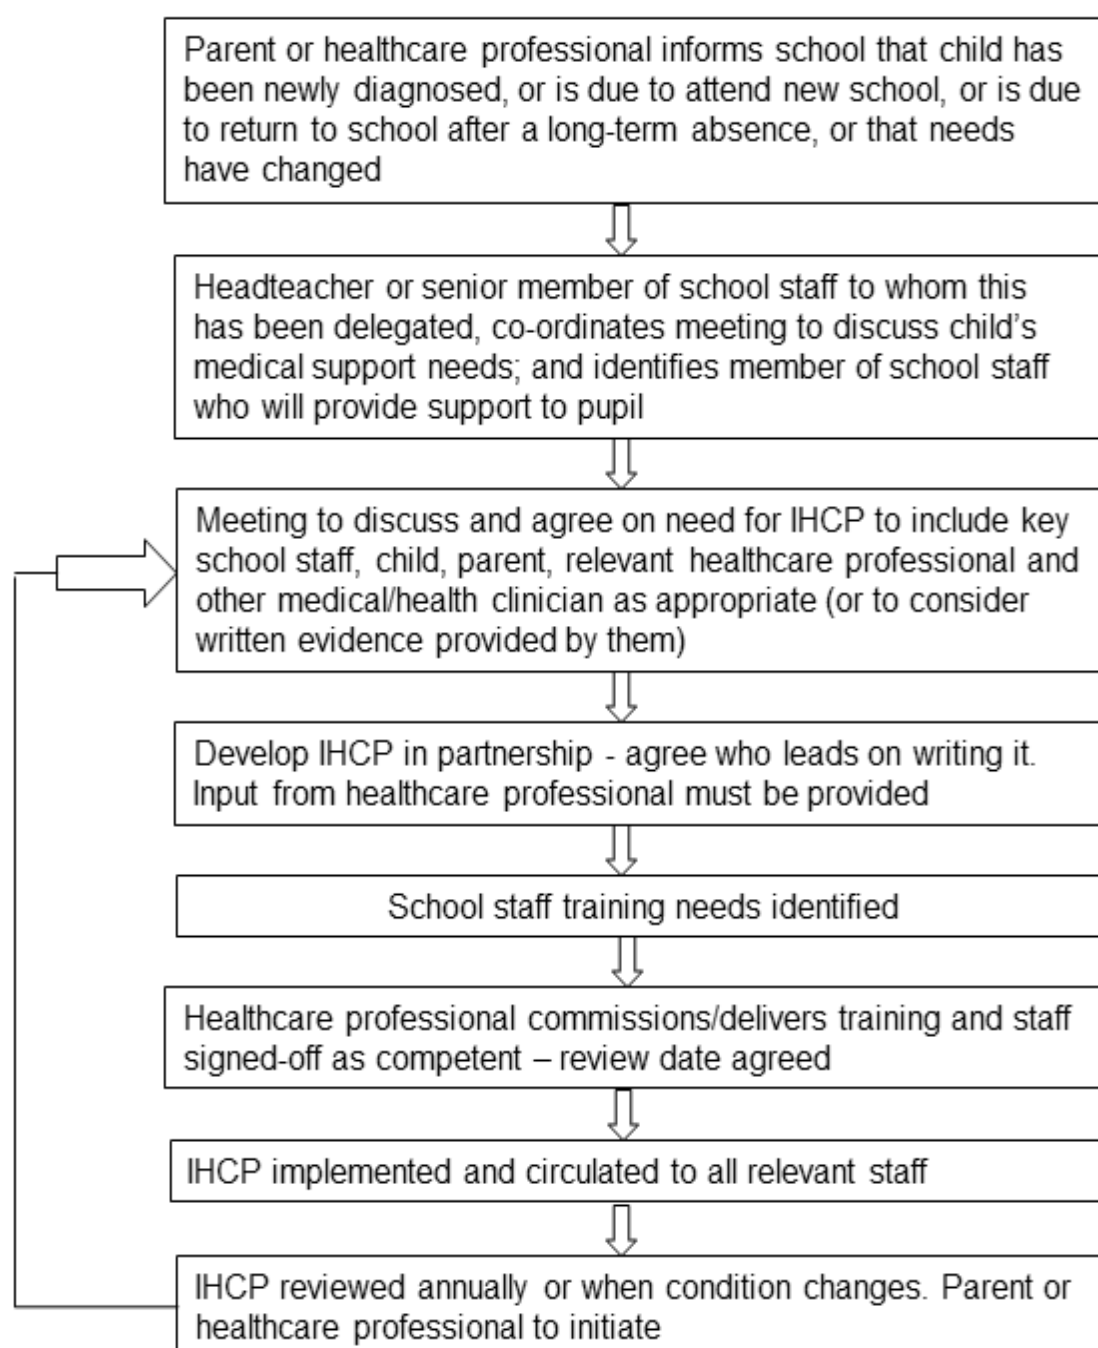 Parent or healthcare professional informs school that child has
been newly diagnosed, or is due to attend new school, or is due
to return to school after a long-term absence, or that needs
have changed
Headteacher or senior member of school staff to whom this
has been delegated, co-ordinates meeting to discuss child's
medical support needs; and identifies member of school staff
who will provide support to pupil
Meeting to discuss and agree on need for IHCP to include key
school staff, child, parent, relevant healthcare professional and
other medical/health clinician as appropriate (or to consider
written evidence provided by them)
Develop IHCP in partnership - agree who leads on writing it.
Input from healthcare professional must be provided
School staff training needs identified
Healthcare professional commissions/delivers training and staff
signed-off as competent – review date agreed
IHCP implemented and circulated to all relevant staff
IHCP reviewed annually or when condition changes. Parent or
healthcare professional to initiate